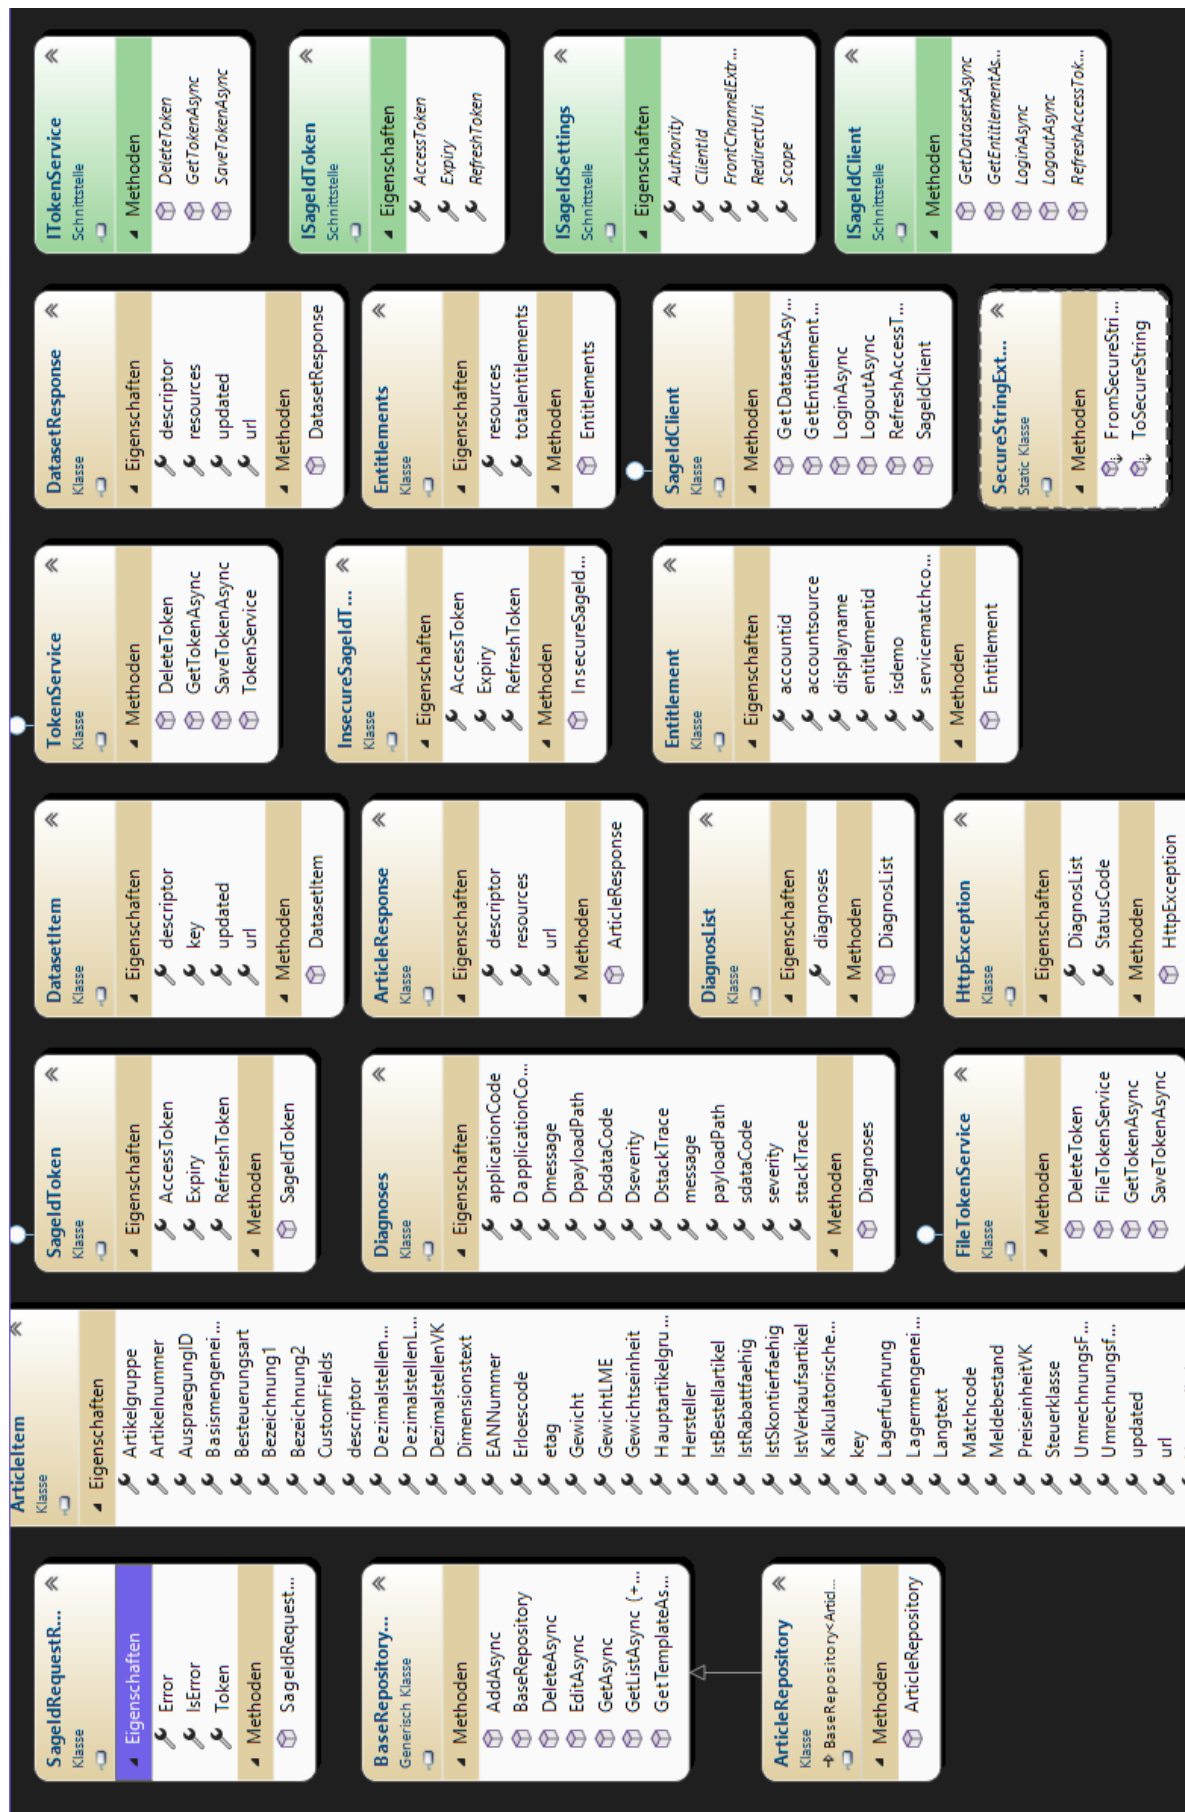 SageIdRequestR...
Klasse
Eigenschaften
Error
IsError
Token
Methoden
SageIdRequest...
BaseRepository...
Generisch Klasse
Methoden
AddAsync
BaseRepository
DeleteAsync
EditAsync
GetAsync
GetListAsync (+...
GetTemplateAs...
ArticleRepository
Klasse
BaseRepository<Articl...
Methoden
ArticleRepository
ArticleItem
Klasse
Eigenschaften
Artikelgruppe
Artikelnummer
AuspraegungID
Basismengenei...
Besteuerungsart
Bezeichnung1
Bezeichnung2
CustomFields
descriptor
Dezimalstellen...
DezimalstellenL...
DezimalstellenVK
Dimensionstext
EANNummer
Erloescode
etag
Gewicht
GewichtLME
Gewichtseinheit
Hauptartikelgru...
Hersteller
IstBestellartikel
IstRabattfaehig
IstSkontierfaehig
IstVerkaufsartikel
Kalkulatorische...
key
Lagerfuehrung
Lagermengenei...
Langtext
Matchcode
Meldebestand
PreiseinheitVK
Steuerklasse
UmrechnungsF...
Umrechnungsf...
updated
url
SageIdToken
Klasse
Eigenschaften
AccessToken
Expiry
RefreshToken
Methoden
SageIdToken
Diagnoses
Klasse
Eigenschaften
applicationCode
DapplicationCo...
Dmessage
DpayloadPath
DsdataCode
Dseverity
DstackTrace
message
payloadPath
sdataCode
severity
stackTrace
Methoden
Diagnoses
FileTokenService
Klasse
Methoden
DeleteToken
FileTokenService
GetTokenAsync
SaveTokenAsync
DatasetItem
Klasse
Eigenschaften
descriptor
key
updated
url
Methoden
DatasetItem
ArticleResponse
Klasse
Eigenschaften
descriptor
resources
url
Methoden
ArticleResponse
DiagnosList
Klasse
Eigenschaften
diagnoses
Methoden
DiagnosList
HttpException
Klasse
Eigenschaften
DiagnosList
StatusCode
Methoden
HttpException
TokenService
Klasse
Methoden
DeleteToken
GetTokenAsync
SaveTokenAsync
TokenService
InsecureSageIdT...
Klasse
Eigenschaften
AccessToken
Expiry
RefreshToken
Methoden
InsecureSageId...
Entitlement
Klasse
Eigenschaften
accountid
accountsource
displayname
entitlementid
isdemo
servicematchco...
Methoden
Entitlement
DatasetResponse
Klasse
Eigenschaften
descriptor
resources
updated
url
Methoden
DatasetResponse
Entitlements
Klasse
Eigenschaften
resources
totalentitlements
Methoden
Entitlements
SageIdClient
Klasse
Methoden
GetDatasetsAsy...
GetEntitlement...
LoginAsync
LogoutAsync
RefreshAccessT...
SageIdClient
SecureStringExt...
Static Klasse
Methoden
FromSecureStri...
ToSecureString
ITokenService
Schnittstelle
Methoden
DeleteToken
GetTokenAsync
SaveTokenAsync
ISageIdToken
Schnittstelle
Eigenschaften
AccessToken
Expiry
RefreshToken
ISageIdSettings
Schnittstelle
Eigenschaften
Authority
ClientId
FrontChannelExtr...
RedirectUri
Scope
ISageIdClient
Schnittstelle
Methoden
GetDatasetsAsync
GetEntitlementAs...
LoginAsync
LogoutAsync
RefreshAccessTok...